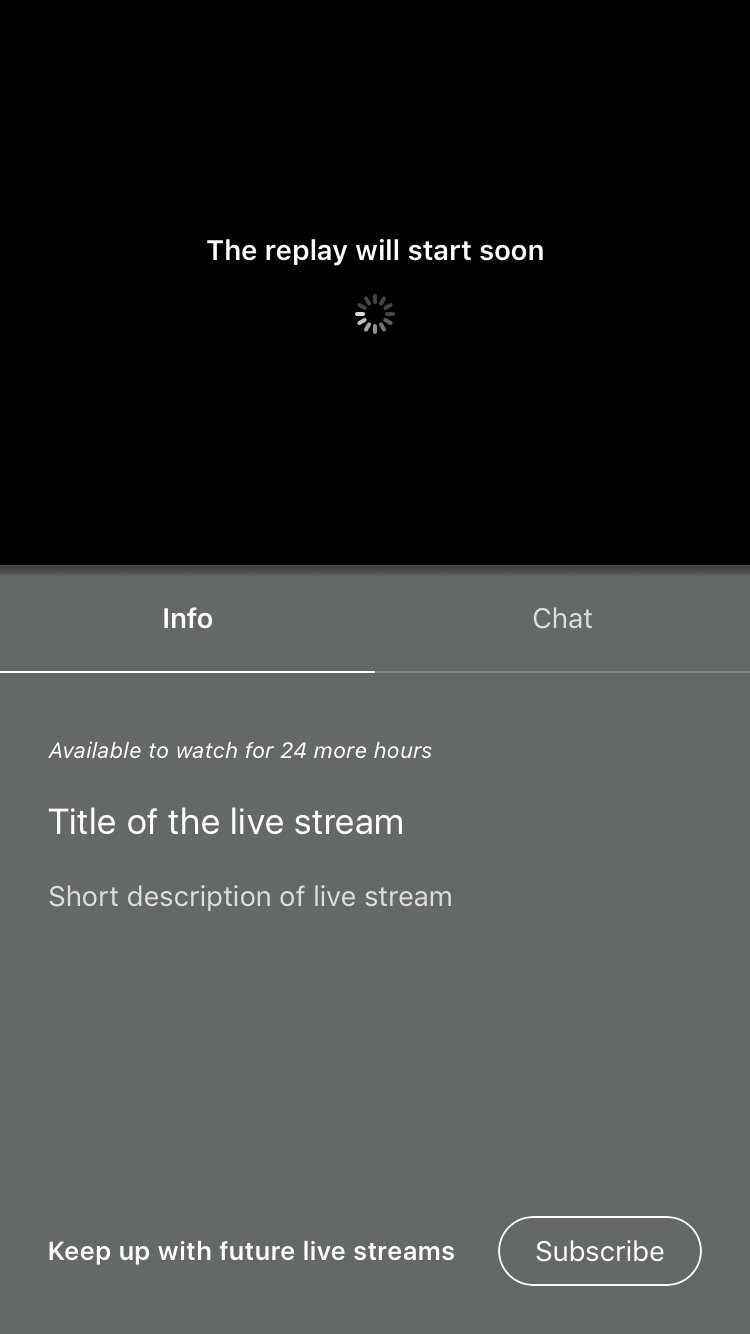 The replay will start soon
Info
Chat
Available to watch for 24 more hours
Title of the live stream
Short description of live stream
Keep up with future live streams
Subscribe